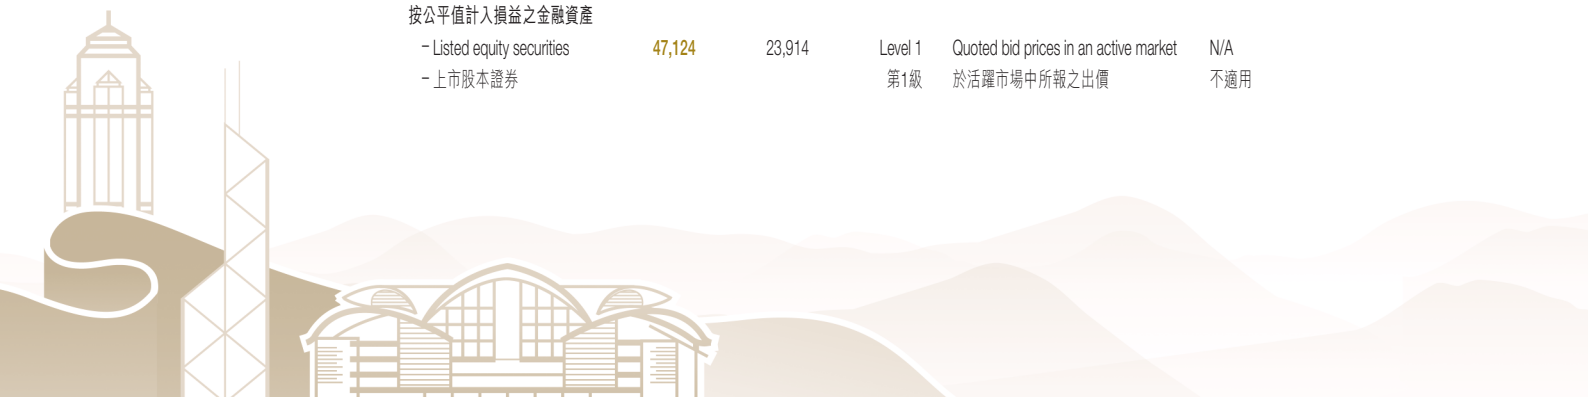 按公平值計入損益之金融資產
– Listed equity securities 47,124 23,914 Level 1 Quoted bid prices in an active market N/A
– 上市股本證券 第1級 於活躍市場中所報之出價 不適用